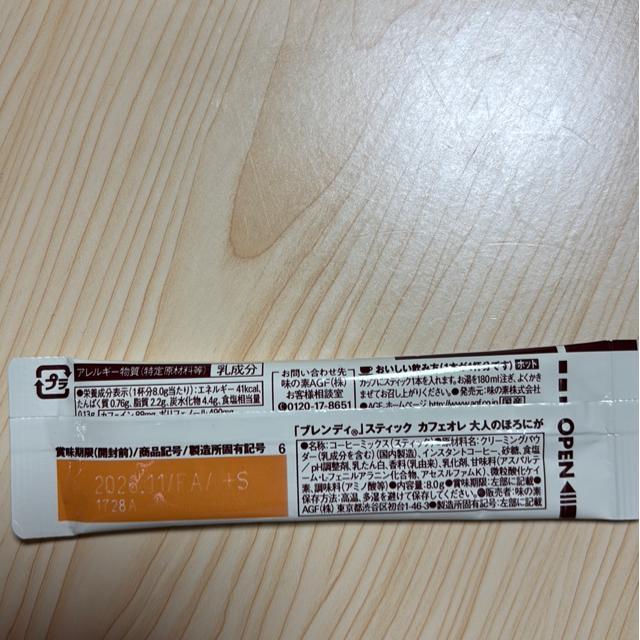 プラ
アレルギー物質(特定原材料等) 乳成分
●栄養成分表示(1杯分8.0g当たり):エネルギー 41kcal,
たんぱく質 0.76g, 脂質 2.2g, 炭水化物 4.4g, 食塩相当量
お問い合わせ先
味の素AGF(株)
お客様相談室
0120-17-8651
おいしい飲み方 ホット
カップにスティック1本を入れます。お湯を180ml注ぎ、よくかき
まぜてお召し上がりください。 ●発売元:味の素株式会社
●AGF ホームページ
OPEN
賞味期限(開封前)/商品記号/製造所固有記号 6
11/FA/ +S
1728A
「ブレンディ®」スティック カフェオレ 大人のほろにが
●名称:コーヒーミックス(スティック)●原材料名:クリーミングパウ
ダー(乳成分を含む)(国内製造)、インスタントコーヒー、砂糖、食塩
/pH調整剤、乳たん白、香料(乳由来)、乳化剤、甘味料(アスパルテ
ーム・L-フェニルアラニン化合物、アセスルファムK)、微粒酸化ケイ
素、調味料(アミノ酸等)●内容量:8.0g●賞味期限:左部に記載●
保存方法:高温、多湿を避けて保存してください。●販売者:味の素
AGF(株) 東京都渋谷区初台1-46-3●製造所固有記号:左部に記載